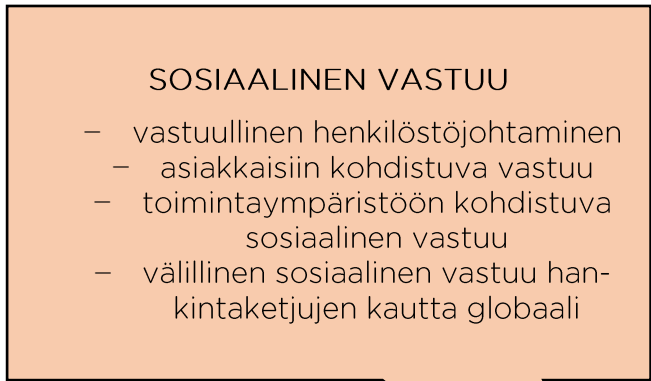 SOSIAALINEN VASTUU
– vastuullinen henkilöstöjohtaminen
– asiakkaisiin kohdistuva vastuu
– toimintaympäristöön kohdistuva
sosiaalinen vastuu
– välillinen sosiaalinen vastuu han-
kintaketjujen kautta globaali